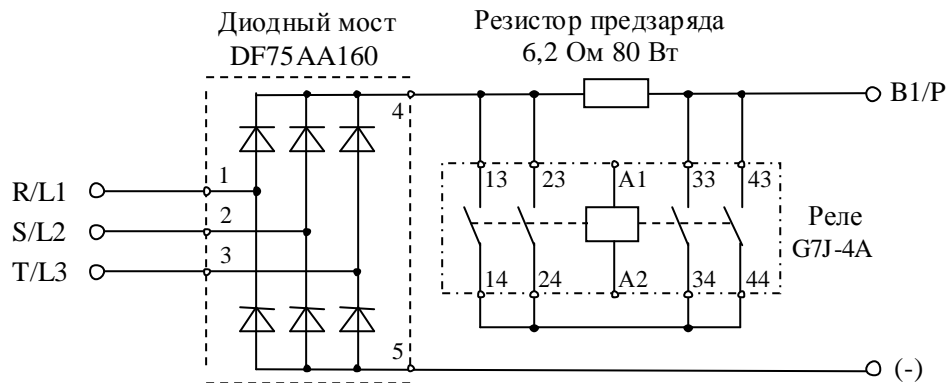 Диодный мост
DF75AA160
Резистор предзаряда
6,2 Ом 80 Вт
4
B1/P
13
23
A1
33
43
1
R/L1
2
S/L2
3
T/L3
Реле
G7J-4A
14
24
A2
34
44
5
(-)